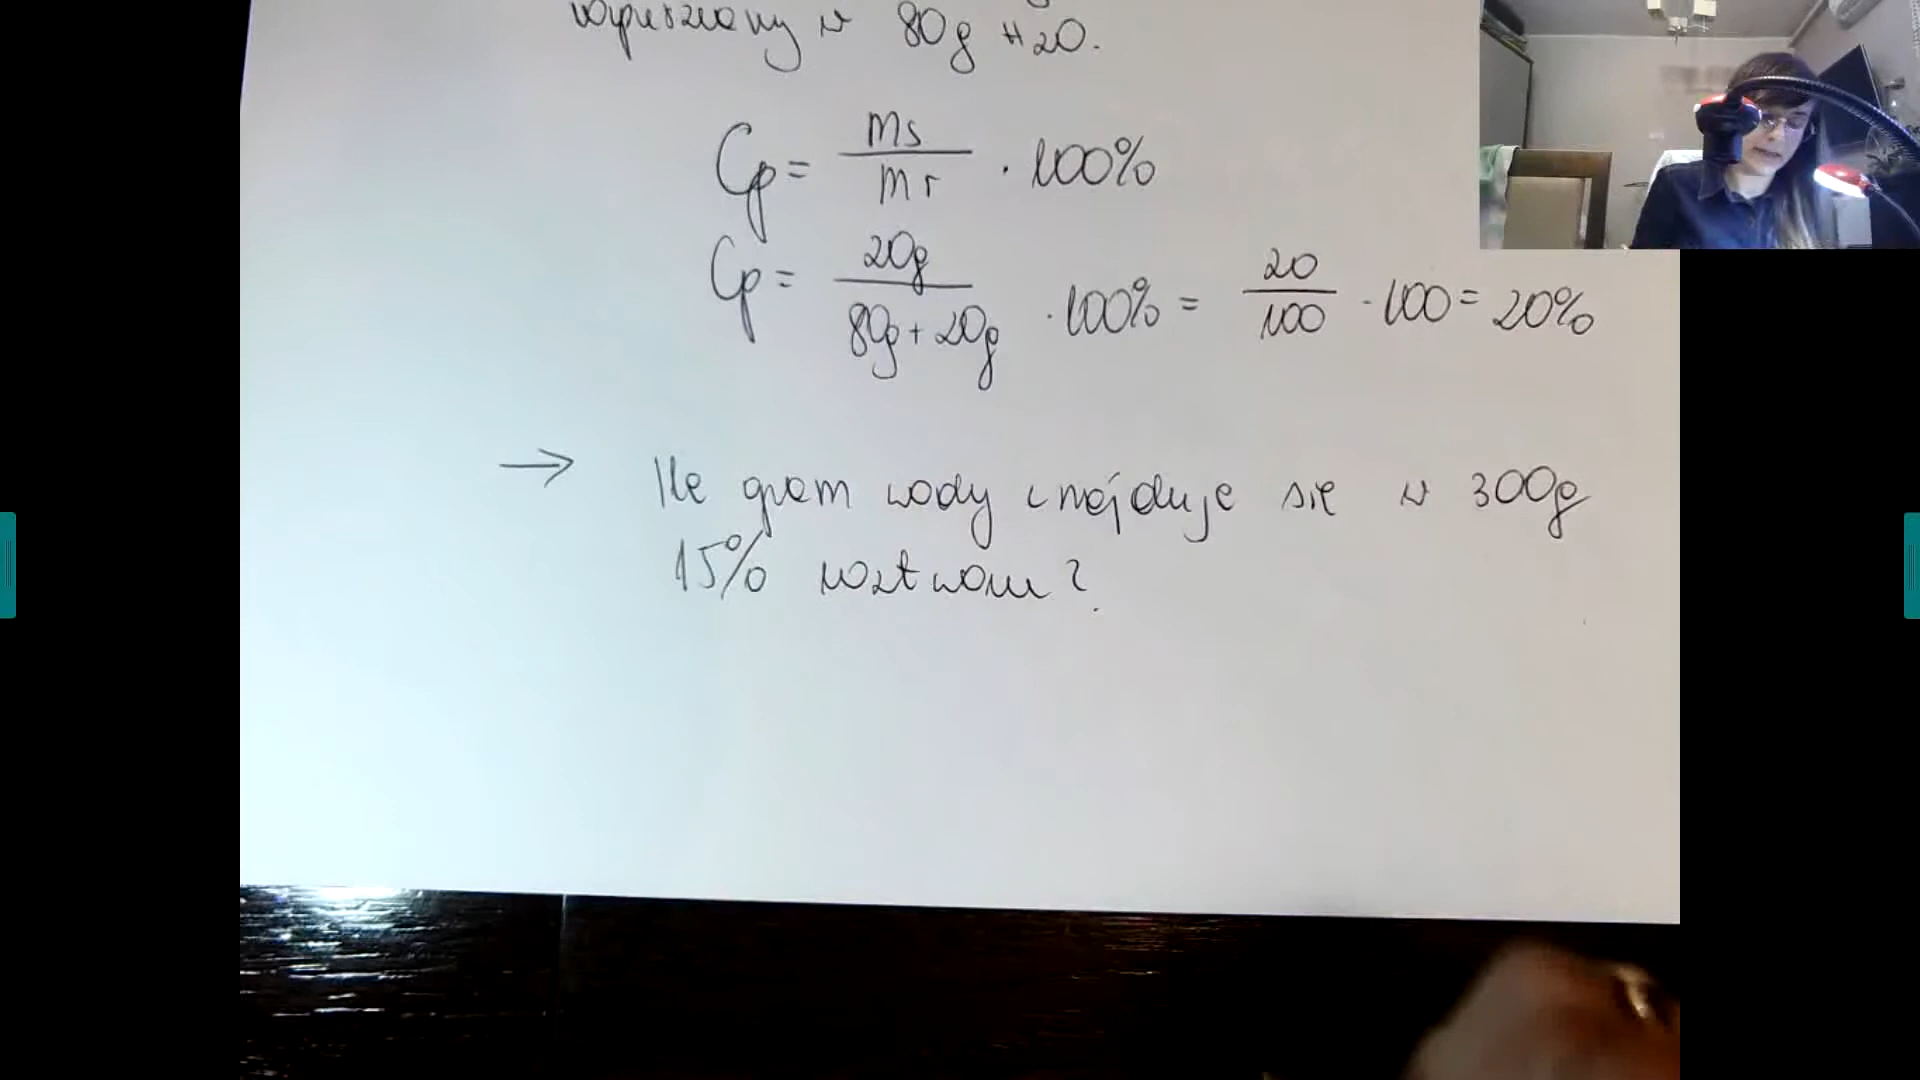 rozpuszczony w 80g H2O.
Cp = ms / mr · 100%
Cp = 20g / 80g + 20g · 100% = 20 / 100 · 100 = 20%
→ Ile gram wody znajduje się w 300g
15% roztworu?